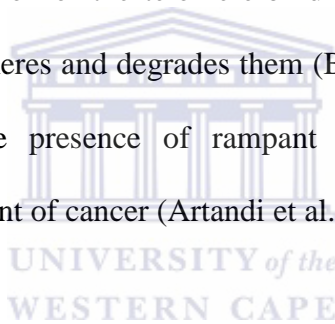 eres and degrades them (E
presence of rampant
nt of cancer (Artandi et al.
UNIVERSITY of the
WESTERN CAPE